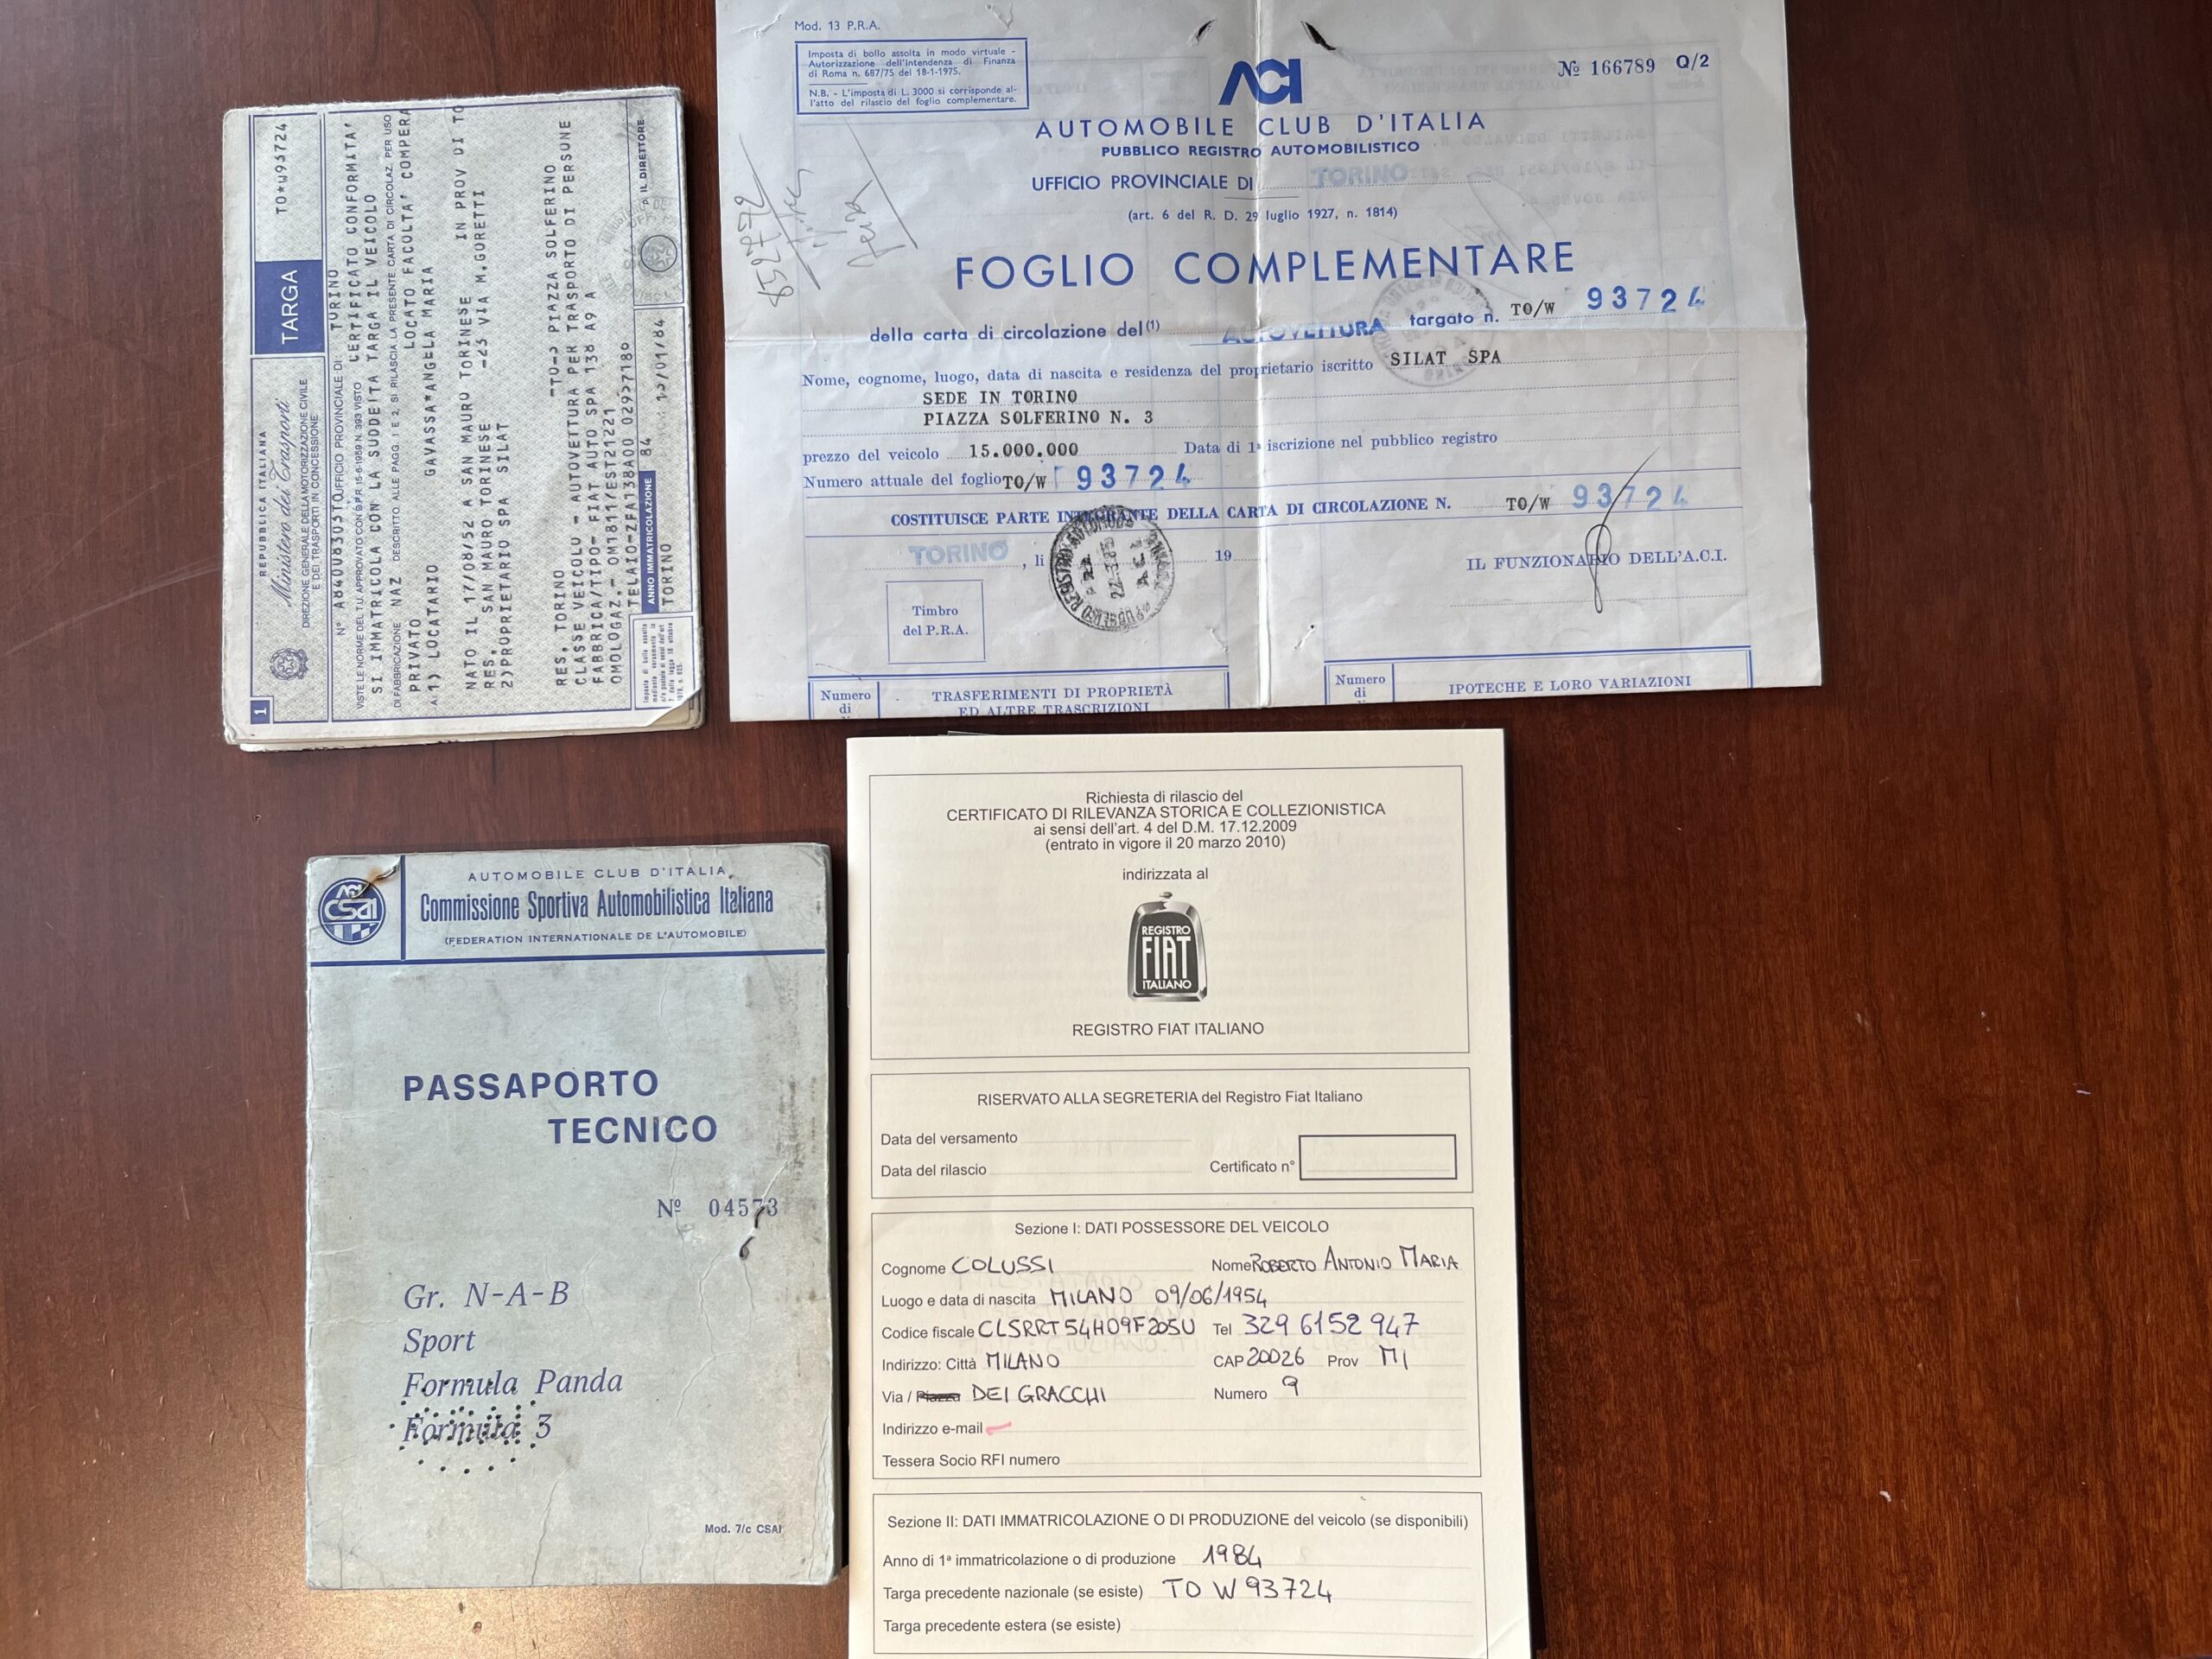 1
REPUBBLICA ITALIANA
Ministero dei Trasporti
DIREZIONE GENERALE DELLA MOTORIZZAZIONE CIVILE
E DEI TRASPORTI IN CONCESSIONE
TARGA
TO*W93724
UFFICIO PROVINCIALE DI: TORINO
SI IMMATRICOLA CON LA SUDDETTA TARGA IL VEICOLO
CERTIFICATO CONFORMITA'
LOCATO FACOLTA' COMPERA
PRIVATO
A:1) LOCATARIO GAVASSA*ANGELA MARIA
NATO IL 17/08/52 A SAN MAURO TORINESE IN PROV DI TO
RES. SAN MAURO TORINESE -23 VIA M.GORETTI
2)PROPRIETARIO SPA SILAT
RES. TORINO -TO-3 PIAZZA SOLFERINO
CLASSE VEICOLO - AUTOVETTURA PER TRASPORTO DI PERSONE
FABBRICA/TIPO- FIAT AUTO SPA 138 A9 A
OMOLOGAZ.- OM1811/EST21221
TELAIO-ZFA138A00 02957180
ANNO IMMATRICOLAZIONE 84
TORINO
IL DIRETTORE
Mod. 13 P.R.A.
Imposta di bollo assolta in modo virtuale -
Autorizzazione dell'Intendenza di Finanza
di Roma n. 687/75 del 18-1-1975.
N.B. - L'imposta di L. 3000 si corrisponde al-
l'atto del rilascio del foglio complementare.
ACI
№ 166789 Q/2
AUTOMOBILE CLUB D'ITALIA
PUBBLICO REGISTRO AUTOMOBILISTICO
UFFICIO PROVINCIALE DI TORINO
(art. 6 del R. D. 29 luglio 1927, n. 1814)
FOGLIO COMPLEMENTARE
della carta di circolazione del(1) AUTOVETTURA targato n. TO/W 93724
Nome, cognome, luogo, data di nascita e residenza del proprietario iscritto SILAT SPA
SEDE IN TORINO
PIAZZA SOLFERINO N. 3
prezzo del veicolo 15.000.000 Data di 1ª iscrizione nel pubblico registro
Numero attuale del foglio TO/W 93724
COSTITUISCE PARTE INTEGRANTE DELLA CARTA DI CIRCOLAZIONE N. TO/W 93724
TORINO, li 19
IL FUNZIONARIO DELL'A.C.I.
Timbro
del P.R.A.
Numero
di
TRASFERIMENTI DI PROPRIETÀ
ED ALTRE TRASCRIZIONI
Numero
di
IPOTECHE E LORO VARIAZIONI
ACI
CSAI
AUTOMOBILE CLUB D'ITALIA
Commissione Sportiva Automobilistica Italiana
(FEDERATION INTERNATIONALE DE L'AUTOMOBILE)
PASSAPORTO
TECNICO
Nº 04573
Gr. N-A-B
Sport
Formula Panda
Formula 3
Mod. 7/c CSAI
Richiesta di rilascio del
CERTIFICATO DI RILEVANZA STORICA E COLLEZIONISTICA
ai sensi dell'art. 4 del D.M. 17.12.2009
(entrato in vigore il 20 marzo 2010)
indirizzata al
REGISTRO
FIAT
ITALIANO
REGISTRO FIAT ITALIANO
RISERVATO ALLA SEGRETERIA del Registro Fiat Italiano
Data del versamento
Data del rilascio Certificato n°
Sezione I: DATI POSSESSORE DEL VEICOLO
Cognome COLUSSI Nome ROBERTO ANTONIO MARIA
Luogo e data di nascita MILANO 09/06/1954
Codice fiscale CLSRRT54H09F205U Tel 329 6152 947
Indirizzo: Città MILANO CAP 20026 Prov MI
Via / Piazza DEI GRACCHI Numero 9
Indirizzo e-mail
Tessera Socio RFI numero
Sezione II: DATI IMMATRICOLAZIONE O DI PRODUZIONE del veicolo (se disponibili)
Anno di 1ª immatricolazione o di produzione 1984
Targa precedente nazionale (se esiste) TO W 93724
Targa precedente estera (se esiste)